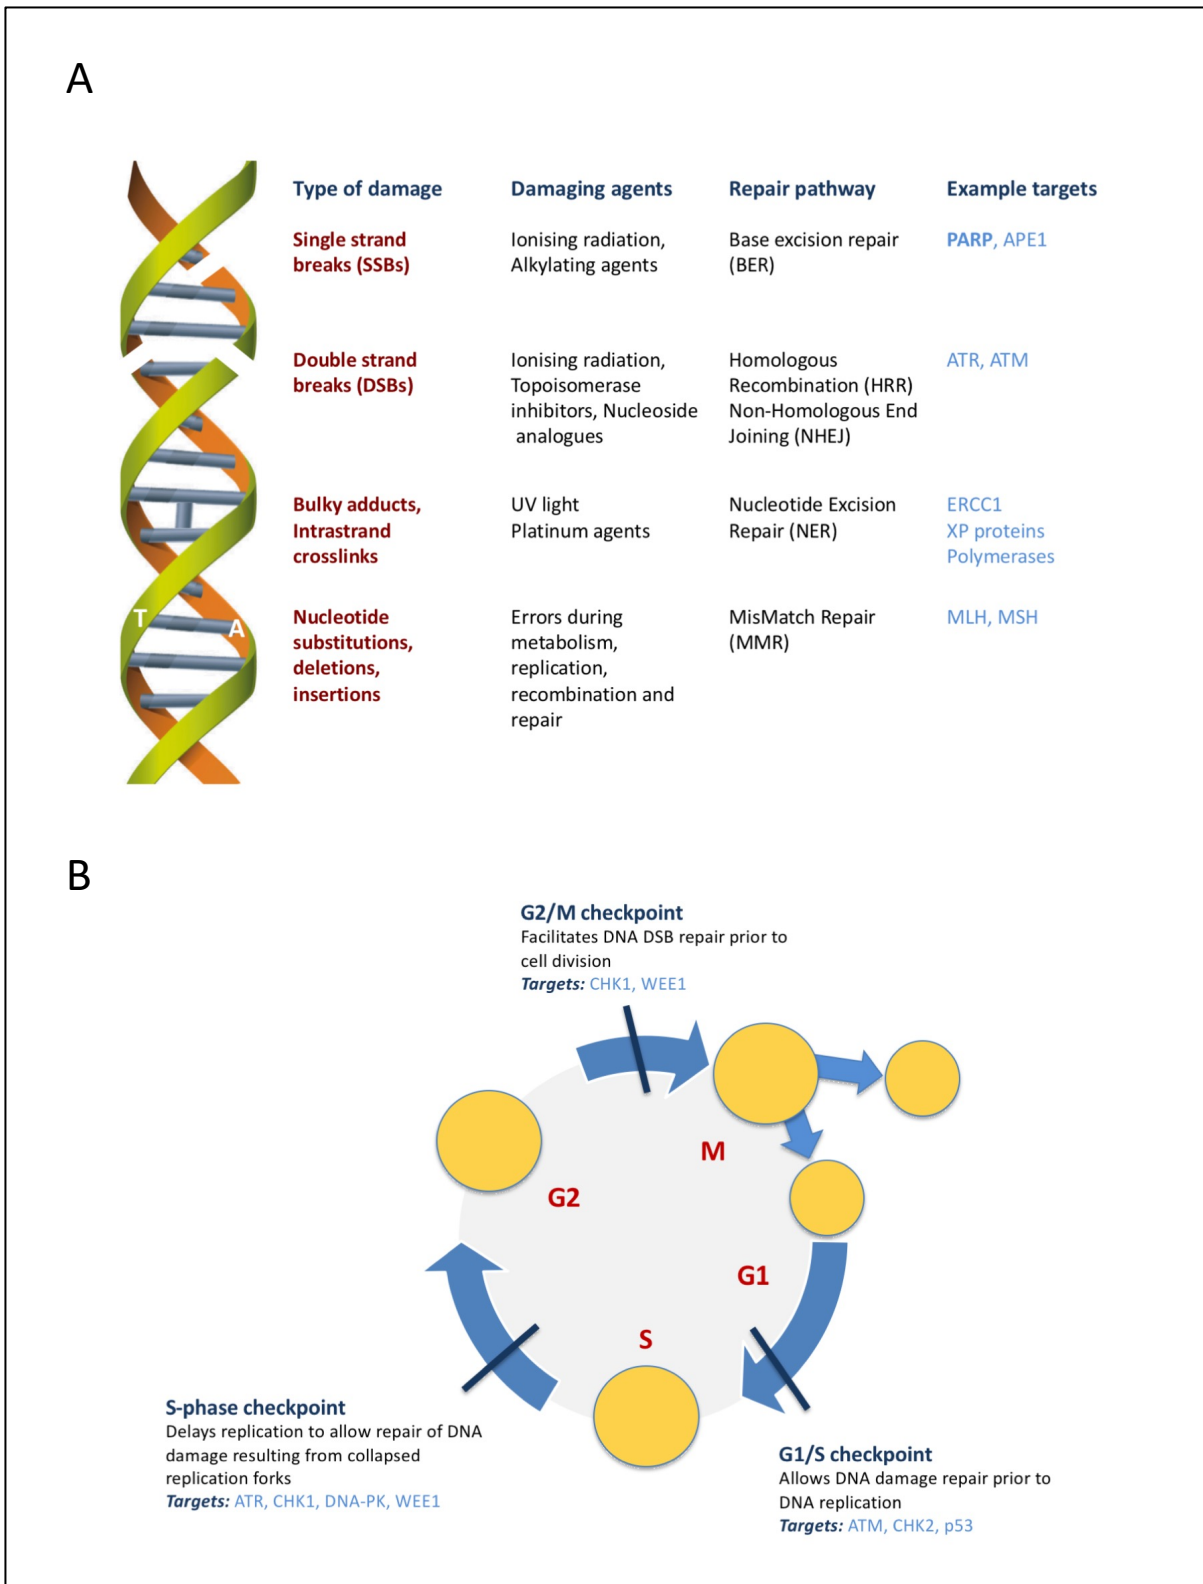 A
Type of damage
Damaging agents
Repair pathway
Example targets
Single strand
breaks (SSBs)
Ionising radiation,
Alkylating agents
Base excision repair
(BER)
PARP, APE1
Double strand
breaks (DSBs)
Ionising radiation,
Topoisomerase
inhibitors, Nucleoside
analogues
Homologous
Recombination (HRR)
Non-Homologous End
Joining (NHEJ)
ATR, ATM
Bulky adducts,
Intrastrand
crosslinks
UV light
Platinum agents
Nucleotide Excision
Repair (NER)
ERCC1
XP proteins
Polymerases
T
A
Nucleotide
substitutions,
deletions,
insertions
Errors during
metabolism,
replication,
recombination and
repair
MisMatch Repair
(MMR)
MLH, MSH
B
G2/M checkpoint
Facilitates DNA DSB repair prior to
cell division
Targets: CHK1, WEE1
M
G2
G1
S
S-phase checkpoint
Delays replication to allow repair of DNA
damage resulting from collapsed
replication forks
Targets: ATR, CHK1, DNA-PK, WEE1
G1/S checkpoint
Allows DNA damage repair prior to
DNA replication
Targets: ATM, CHK2, p53